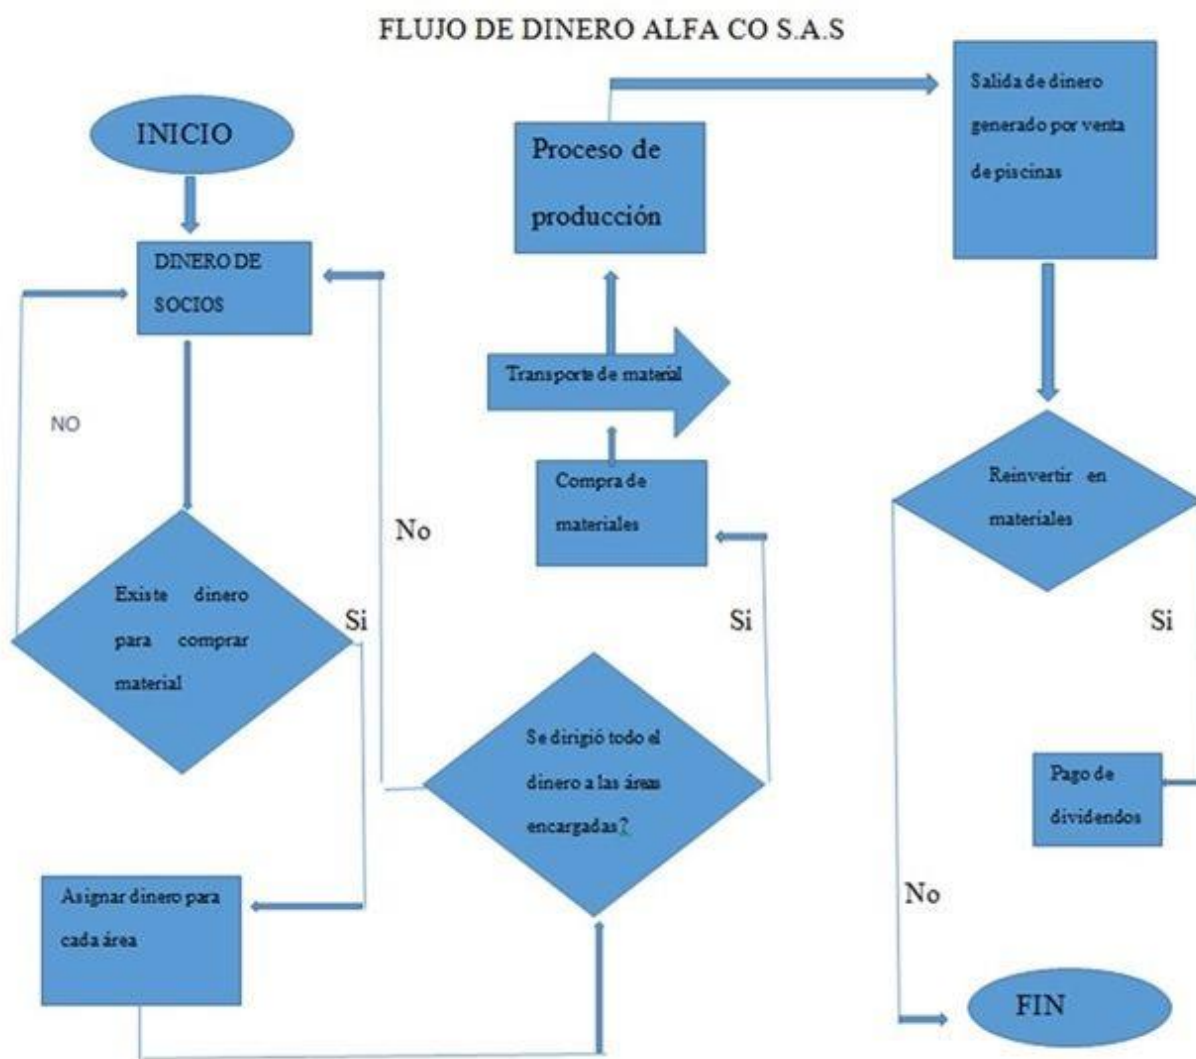 FLUJO DE DINERO ALFA CO S.A.S
INICIO
DINERO DE
SOCIOS
NO
Existe dinero
para comprar
material
Si
Asignar dinero para
cada área
No
Se dirigió todo el
dinero a las áreas
encargadas?
Si
Compra de
materiales
Transporte de material
Proceso de
producción
Salida de dinero
generado por venta
de piscinas
Reinvertir en
materiales
Si
Pago de
dividendos
No
FIN